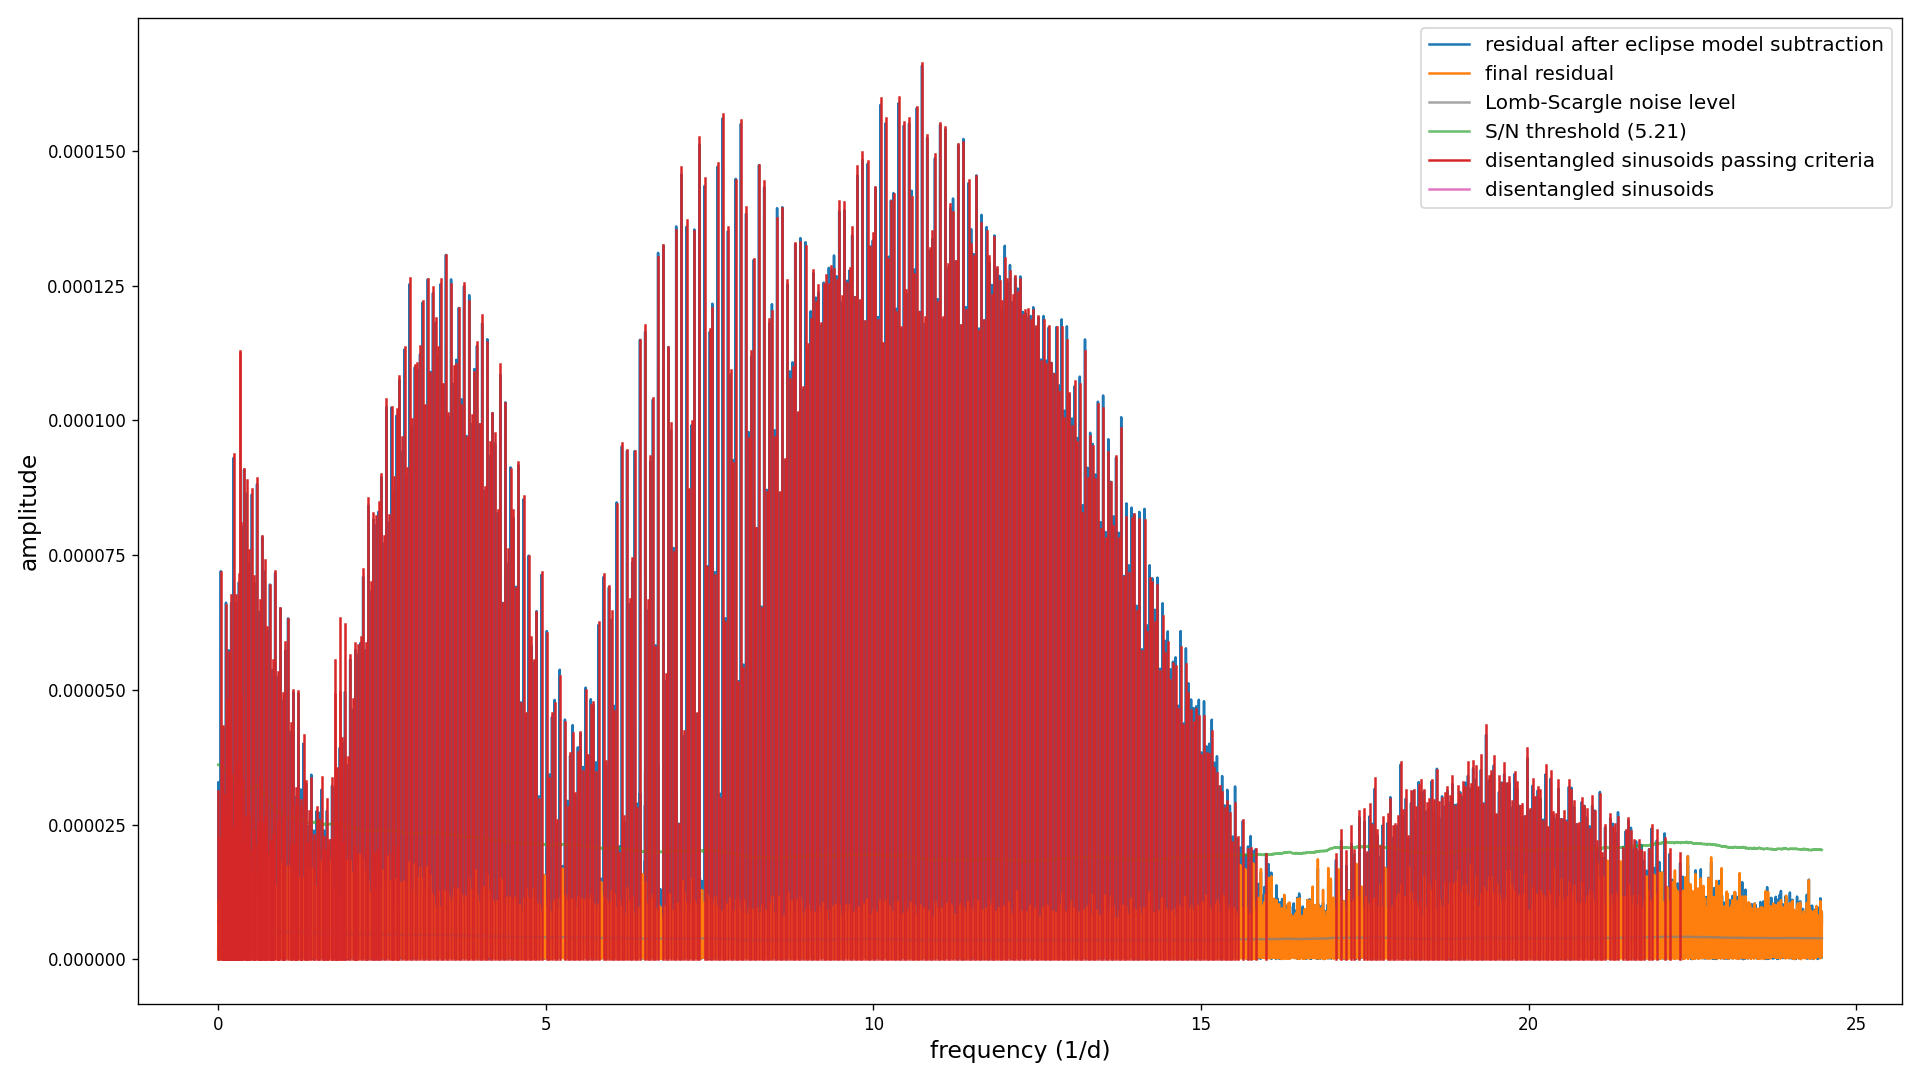 residual after eclipse model subtraction
final residual
Lomb-Scargle noise level
S/N threshold (5.21)
disentangled sinusoids passing criteria
disentangled sinusoids
amplitude
0.000150
0.000125
0.000100
0.000075
0.000050
0.000025
0.000000
0 5 10 15 20 25
frequency (1/d)